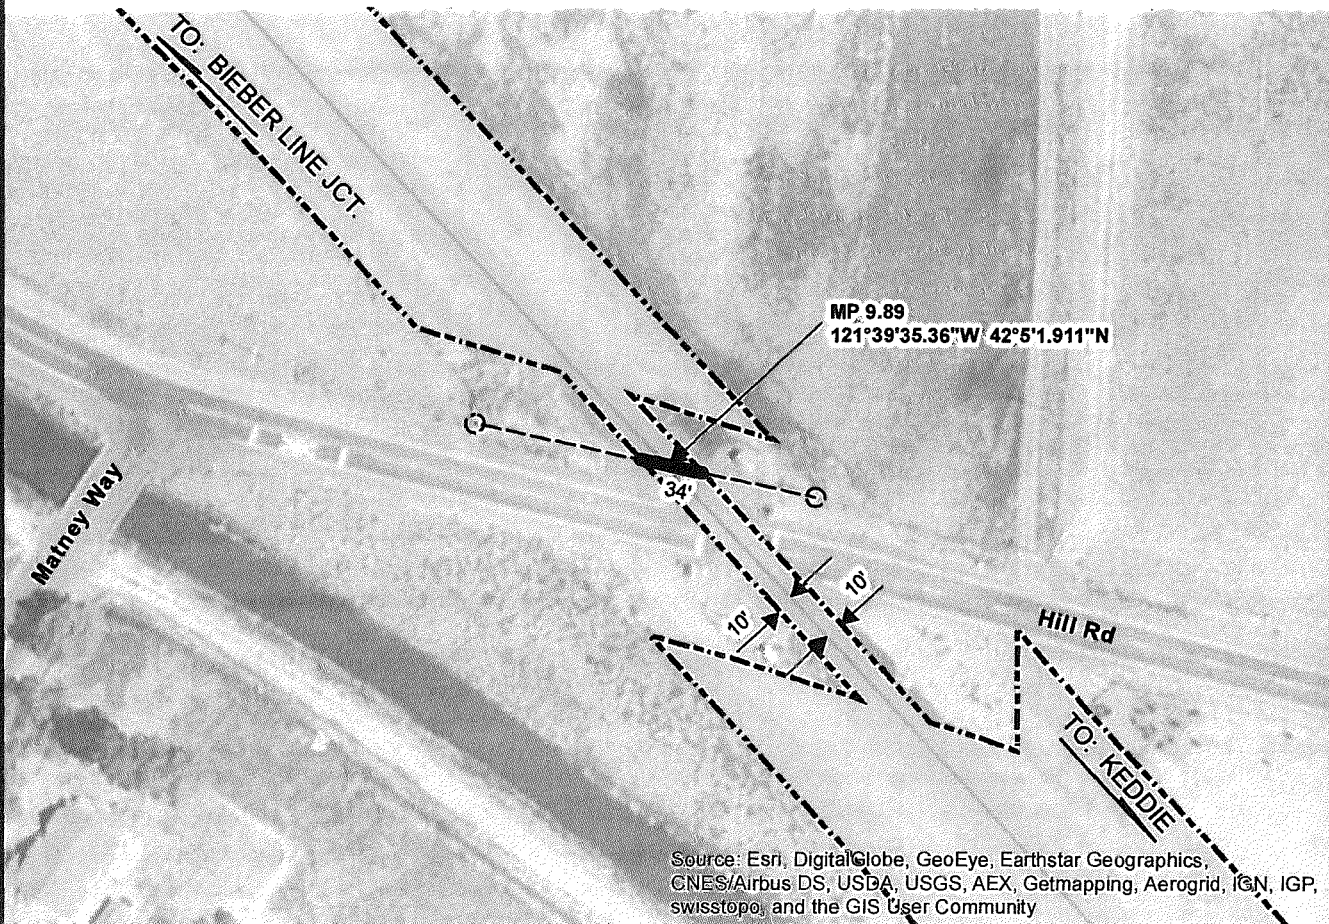 TO: BIEBER LINE JCT.
MP 9.89
121°39'35.36"W 42°5'1.911"N
34'
Matney Way
10'
10'
Hill Rd
TO: KEDDIE
Source: Esri, DigitalGlobe, GeoEye, Earthstar Geographics,
CNES/Airbus DS, USDA, USGS, AEX, Getmapping, Aerogrid, IGN, IGP,
swisstopo, and the GIS User Community